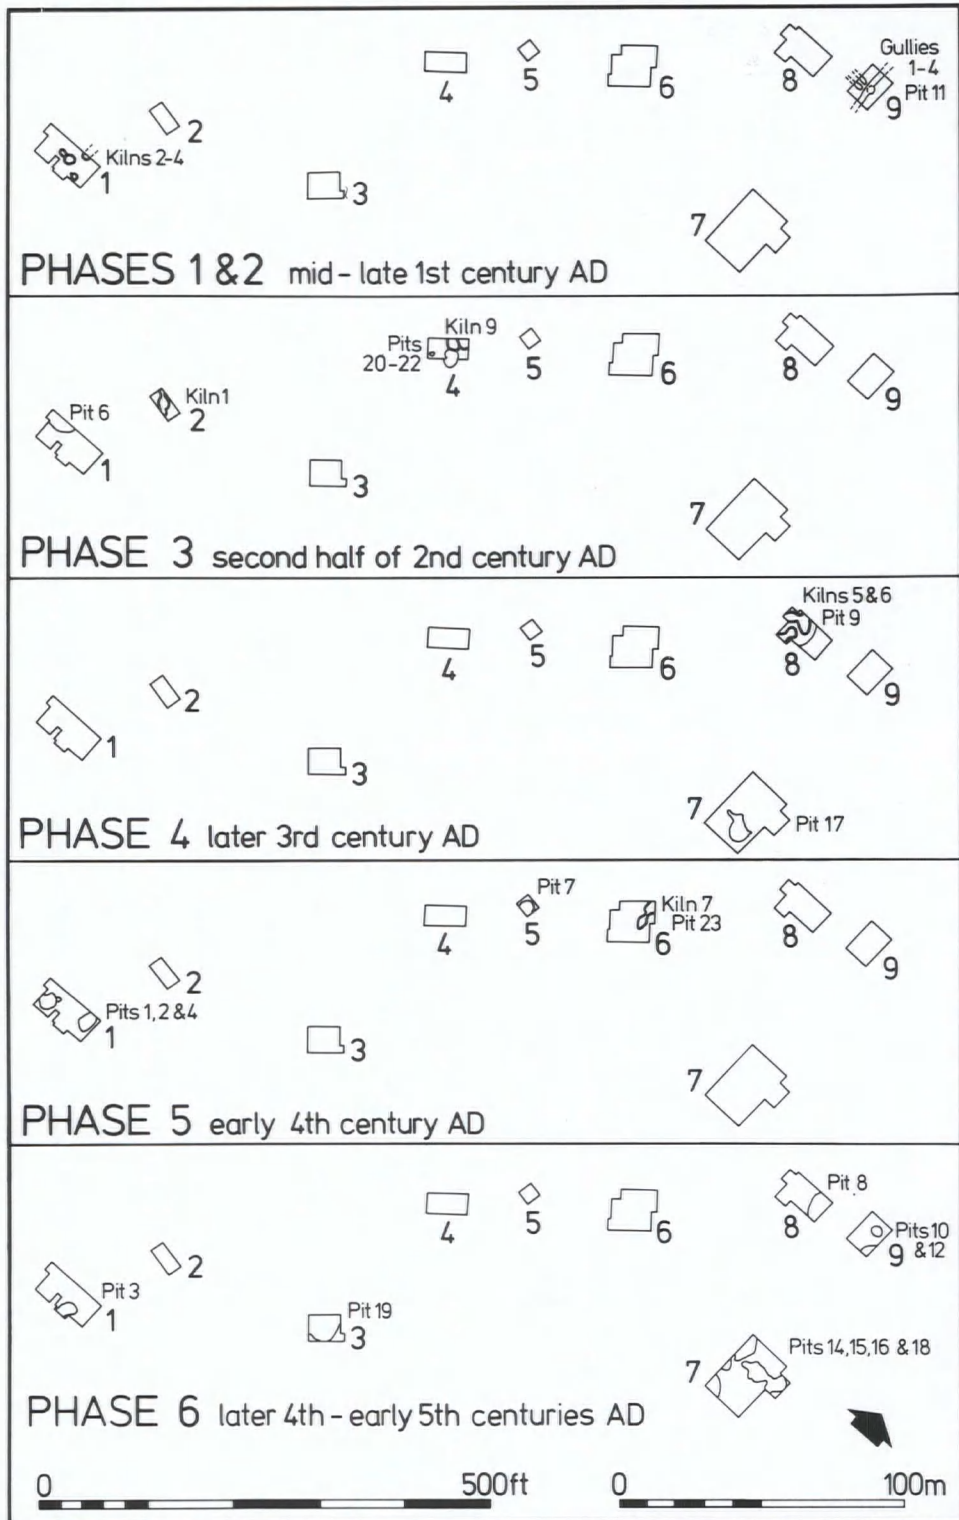 Gullies
1-4
Pit 11
4
5
6
8
9
2
Kilns 2-4
1
3
7
PHASES 1 & 2 mid - late 1st century AD
Kiln 9
Pits
20-22
4
5
6
8
9
Kiln 1
2
Pit 6
1
3
7
PHASE 3 second half of 2nd century AD
Kilns 5 & 6
Pit 9
4
5
6
8
9
2
1
3
7
Pit 17
PHASE 4 later 3rd century AD
Pit 7
Kiln 7
Pit 23
4
5
6
8
9
2
Pits 1, 2 & 4
1
3
7
PHASE 5 early 4th century AD
4
5
6
Pit 8
8
Pits 10
& 12
9
2
Pit 3
1
Pit 19
3
7
Pits 14, 15, 16 & 18
PHASE 6 later 4th - early 5th centuries AD
0 500ft 0 100m